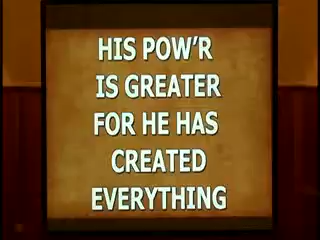 HIS POW'R
IS GREATER
FOR HE HAS
CREATED
EVERYTHING